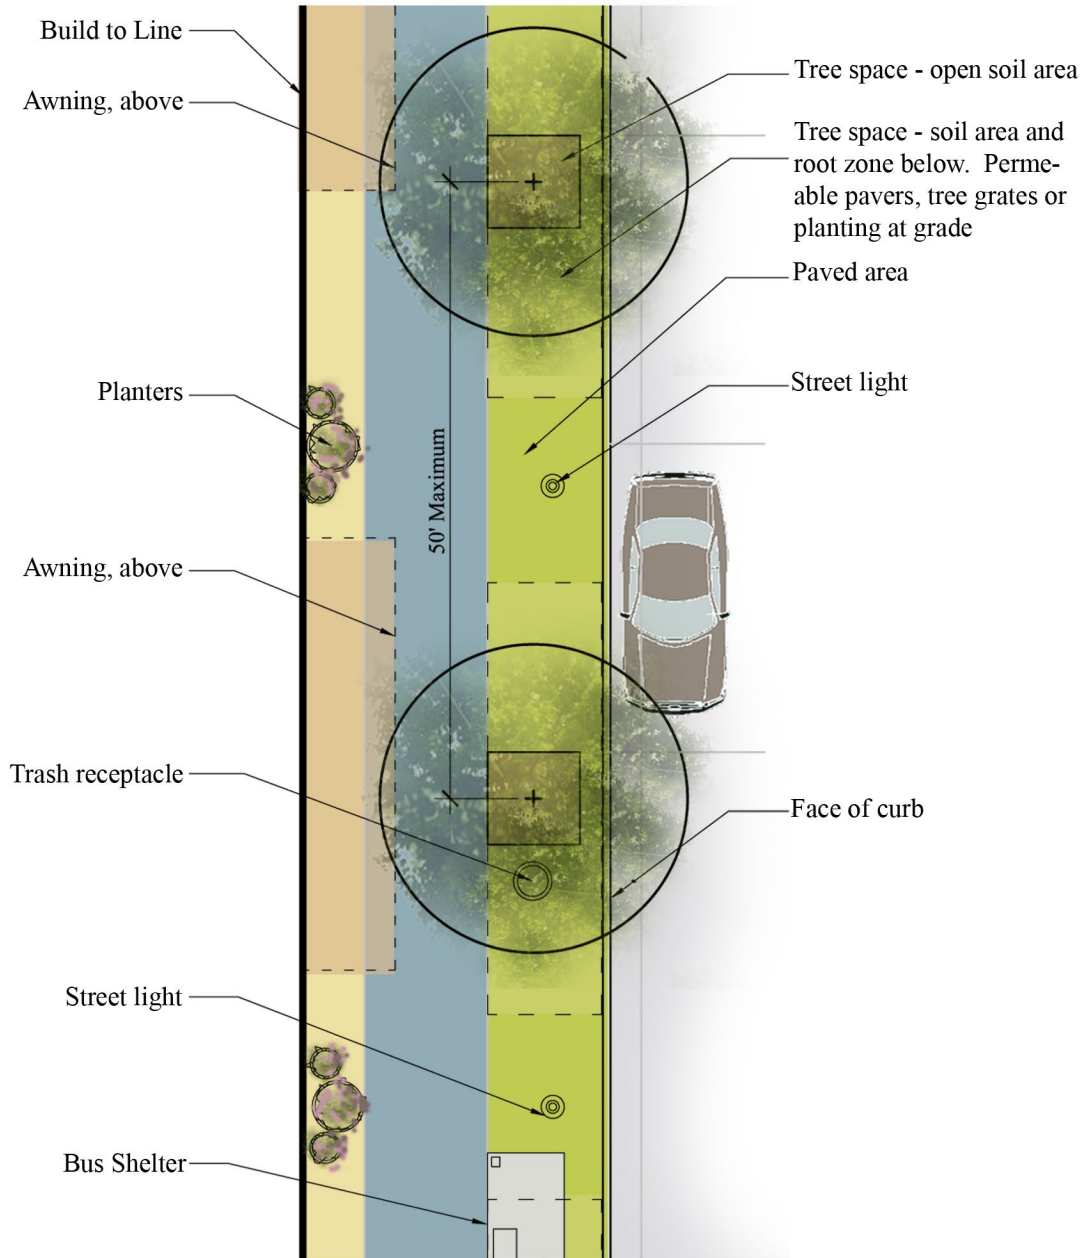 Build to Line
Awning, above
Tree space - open soil area
Tree space - soil area and
root zone below.  Perme-
able pavers, tree grates or
planting at grade
Paved area
Planters
Street light
50' Maximum
Awning, above
Trash receptacle
Face of curb
Street light
Bus Shelter